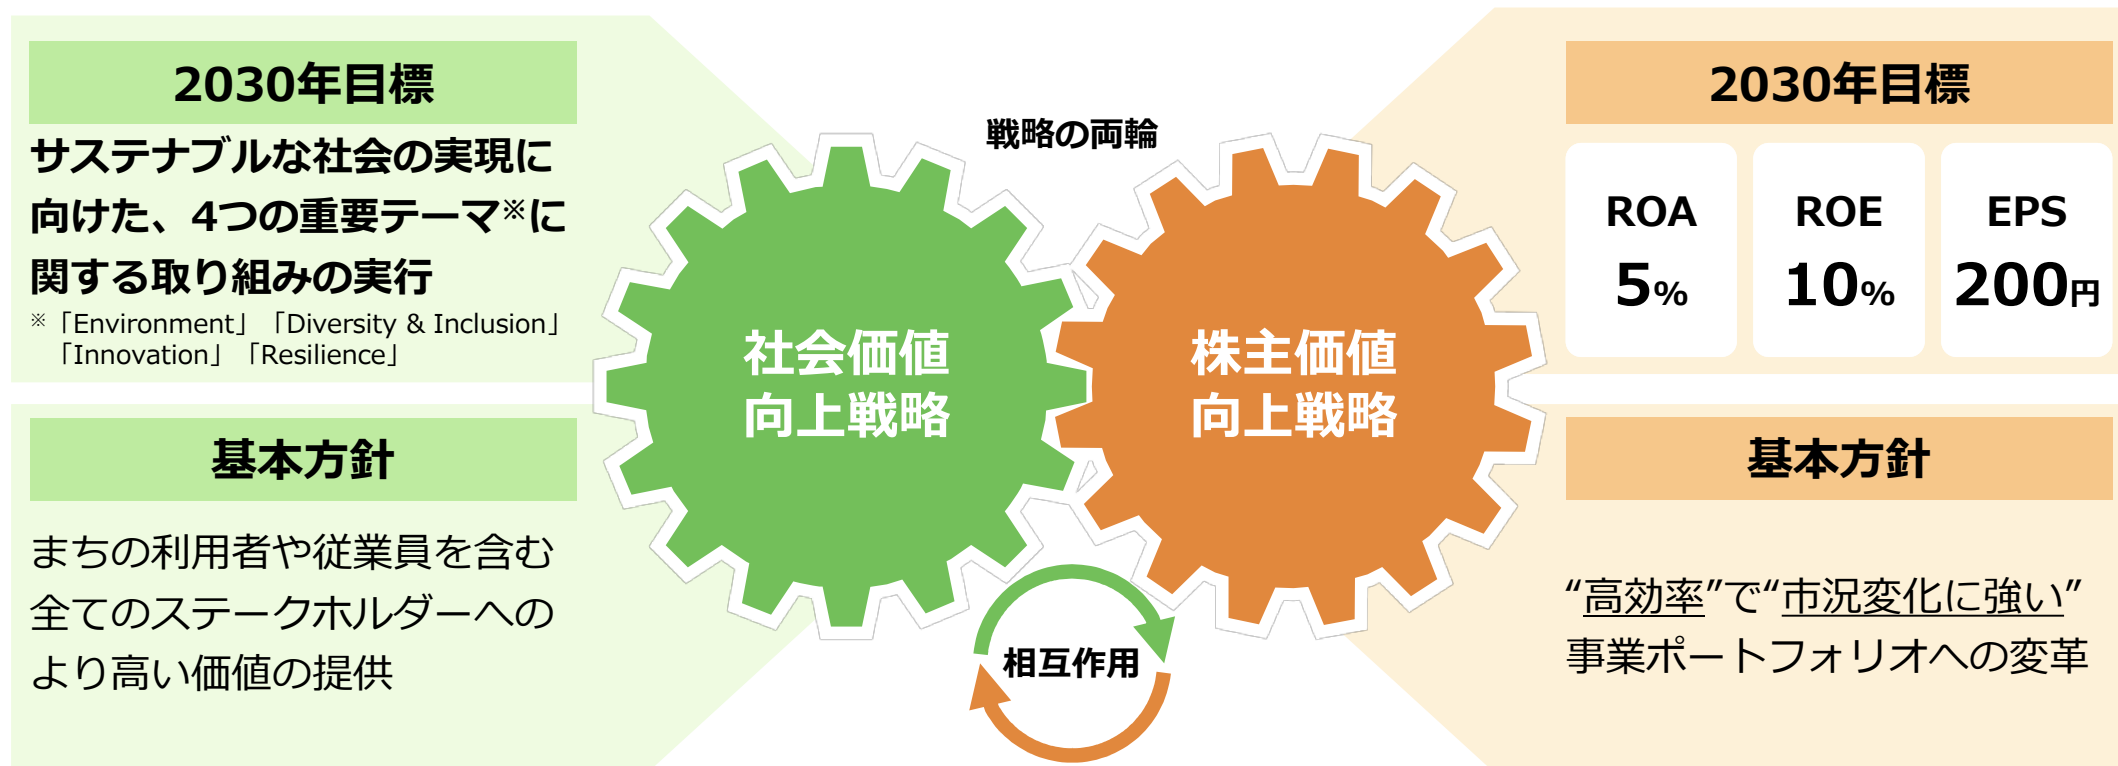 2030年目標
サステナブルな社会の実現に
向けた、4つの重要テーマ※に
関する取り組みの実行
※「Environment」「Diversity & Inclusion」
「Innovation」「Resilience」
基本方針
まちの利用者や従業員を含む
全てのステークホルダーへの
より高い価値の提供
戦略の両輪
社会価値
向上戦略
株主価値
向上戦略
相互作用
2030年目標
ROA
5%
ROE
10%
EPS
200円
基本方針
“高効率”で“市況変化に強い”
事業ポートフォリオへの変革